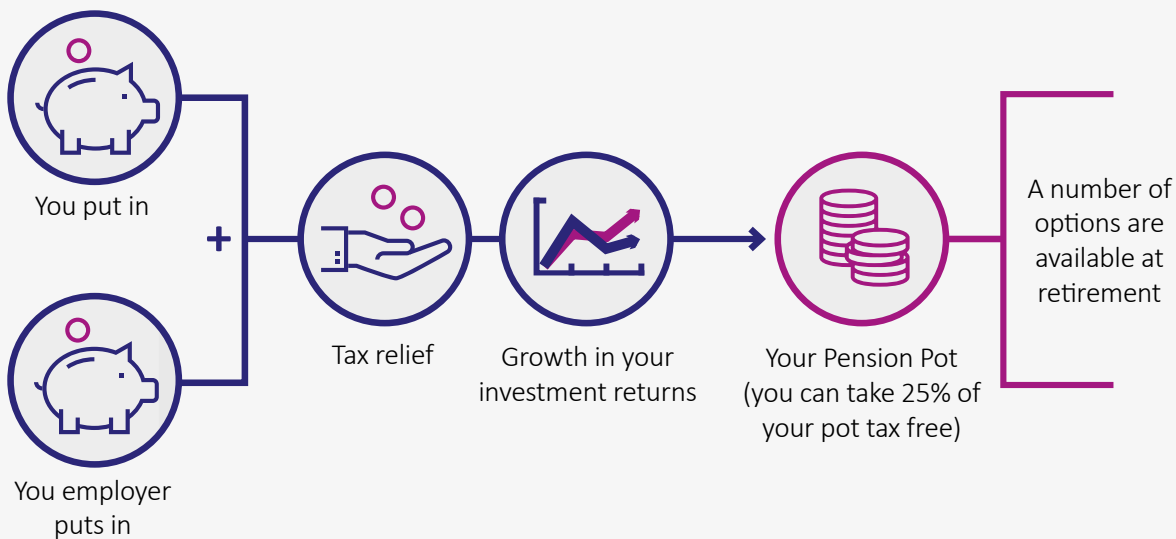 You put in
+
You employer
puts in
Tax relief
Growth in your
investment returns
Your Pension Pot
(you can take 25% of
your pot tax free)
A number of
options are
available at
retirement